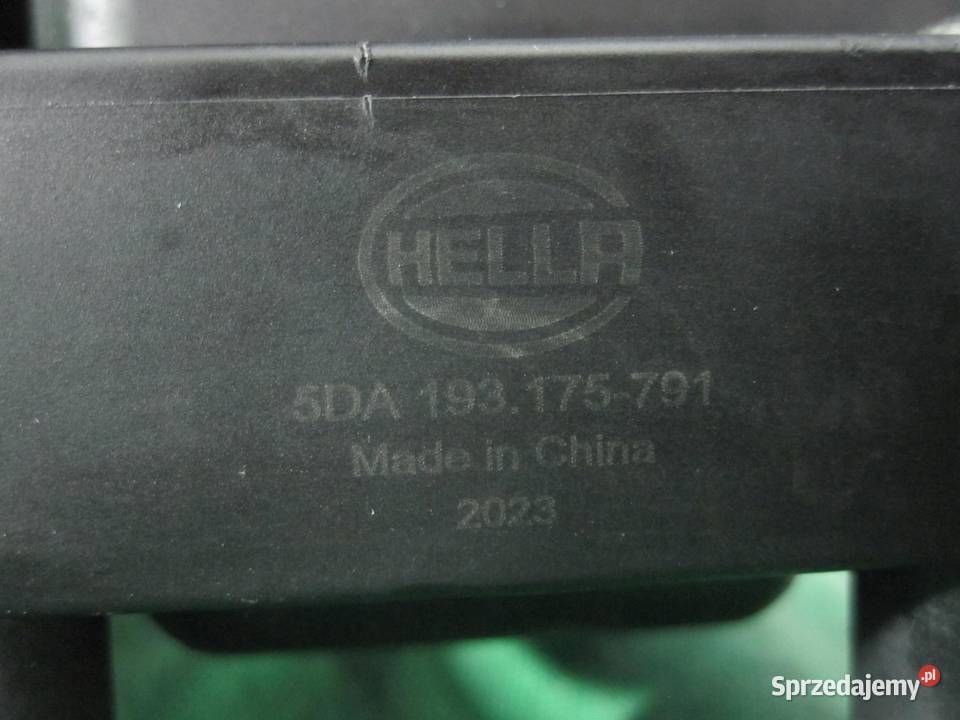 HELLA
5DA 193.175-791
Made in China
2023
Sprzedajemy.pl